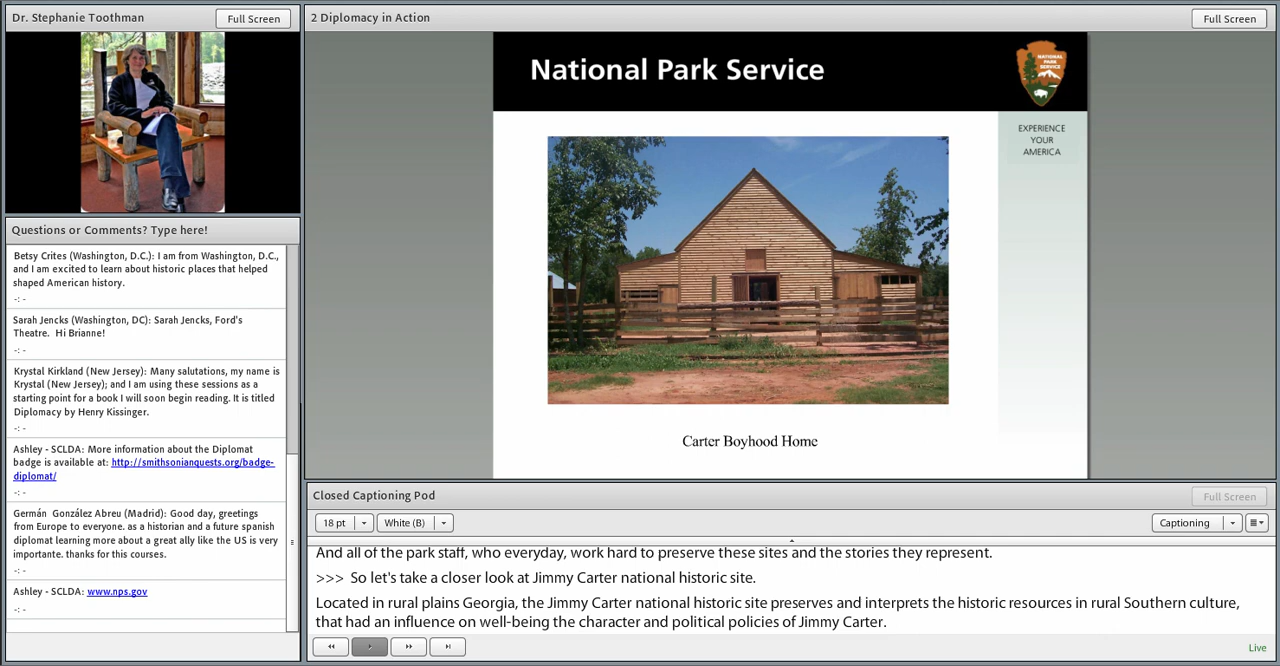 Dr. Stephanie Toothman
Full Screen
Questions or Comments? Type here!
Betsy Crites (Washington, D.C.): I am from Washington, D.C.,
and I am excited to learn about historic places that helped
shaped American history.
-: -
Sarah Jencks (Washington, DC): Sarah Jencks, Ford's
Theatre.  Hi Brianne!
-: -
Krystal Kirkland (New Jersey): Many salutations, my name is
Krystal (New Jersey); and I am using these sessions as a
starting point for a book I will soon begin reading. It is titled
Diplomacy by Henry Kissinger.
-: -
Ashley - SCLDA: More information about the Diplomat
badge is available at: http://smithsonianquests.org/badge-
diplomat/
-: -
Germán  González Abreu (Madrid): Good day, greetings
from Europe to everyone. as a historian and a future spanish
diplomat learning more about a great ally like the US is very
importante. thanks for this courses.
-: -
Ashley - SCLDA: www.nps.gov
-: -
2 Diplomacy in Action
Full Screen
National Park Service
NATIONAL
PARK
SERVICE
EXPERIENCE
YOUR
AMERICA
Carter Boyhood Home
Closed Captioning Pod
Full Screen
18 pt
White (B)
Captioning
And all of the park staff, who everyday, work hard to preserve these sites and the stories they represent.
>>> So let's take a closer look at Jimmy Carter national historic site.
Located in rural plains Georgia, the Jimmy Carter national historic site preserves and interprets the historic resources in rural Southern culture,
that had an influence on well-being the character and political policies of Jimmy Carter.
Live